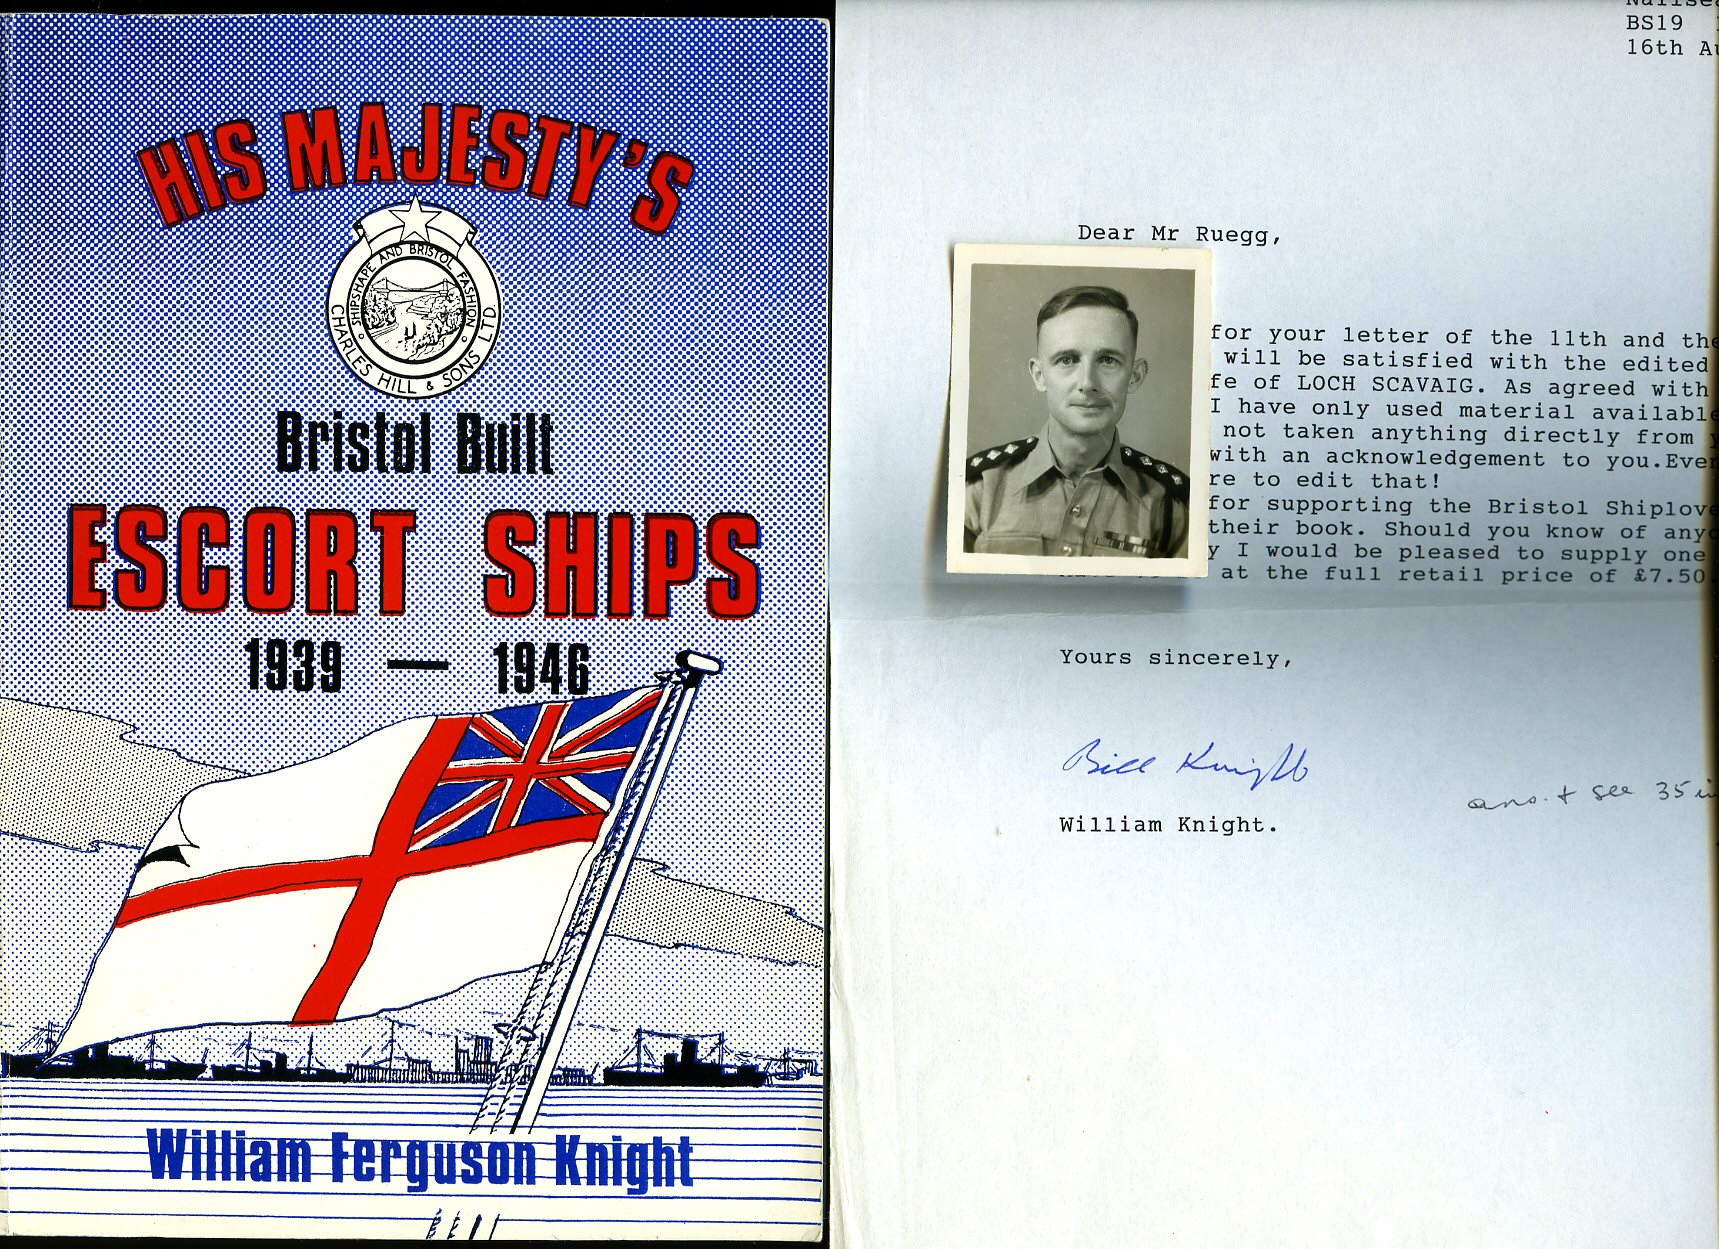 HIS MAJESTY'S
SHIPSHAPE AND BRISTOL FASHION
CHARLES HILL & SONS LTD.
Bristol Built
ESCORT SHIPS
1939 — 1946
William Ferguson Knight
BS19
16th
Dear Mr Ruegg,
for your letter of the 11th and the
will be satisfied with the edited
fe of LOCH SCAVAIG. As agreed with
I have only used material available
not taken anything directly from
with an acknowledgement to you.Even
re to edit that!
for supporting the Bristol Shiplove
their book. Should you know of anyo
y I would be pleased to supply one
at the full retail price of £7.50.
Yours sincerely,
Bill Knight
ans. + see 35 in
William Knight.